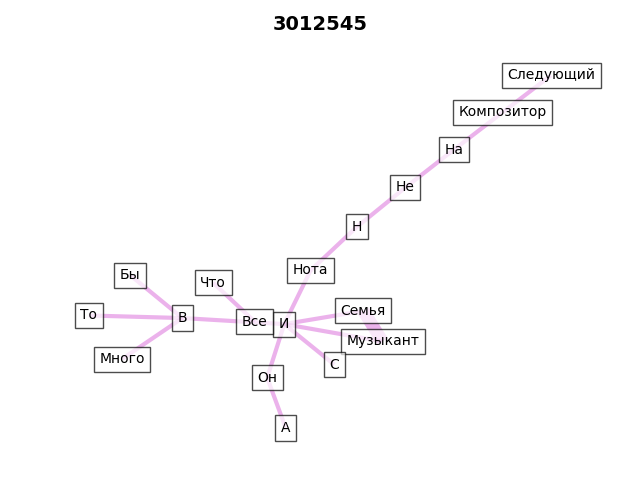 3012545
Следующий
Композитор
На
Не
Н
Нота
Бы
Что
Семья
То
В
Все
И
Музыкант
Много
С
Он
А